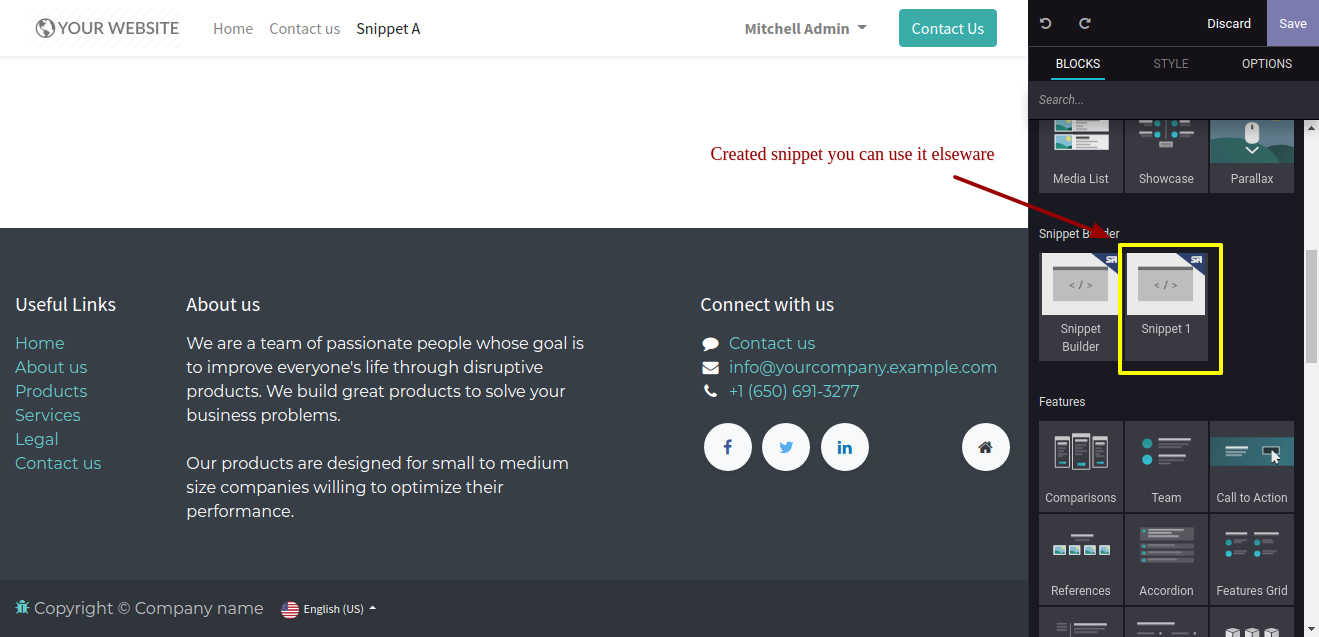 YOUR WEBSITE
Home
Contact us
Snippet A
Mitchell Admin
Contact Us
Discard
Save
BLOCKS
STYLE
OPTIONS
Search...
Media List
Showcase
Parallax
Created snippet you can use it elseware
Snippet Builder
SA
</>
Snippet
Builder
SA
</>
Snippet 1
Features
Comparisons
Team
Call to Action
References
Accordion
Features Grid
Useful Links
Home
About us
Products
Services
Legal
Contact us
About us
We are a team of passionate people whose goal is
to improve everyone's life through disruptive
products. We build great products to solve your
business problems.
Our products are designed for small to medium
size companies willing to optimize their
performance.
Connect with us
Contact us
info@yourcompany.example.com
+1 (650) 691-3277
Copyright © Company name
English (US)